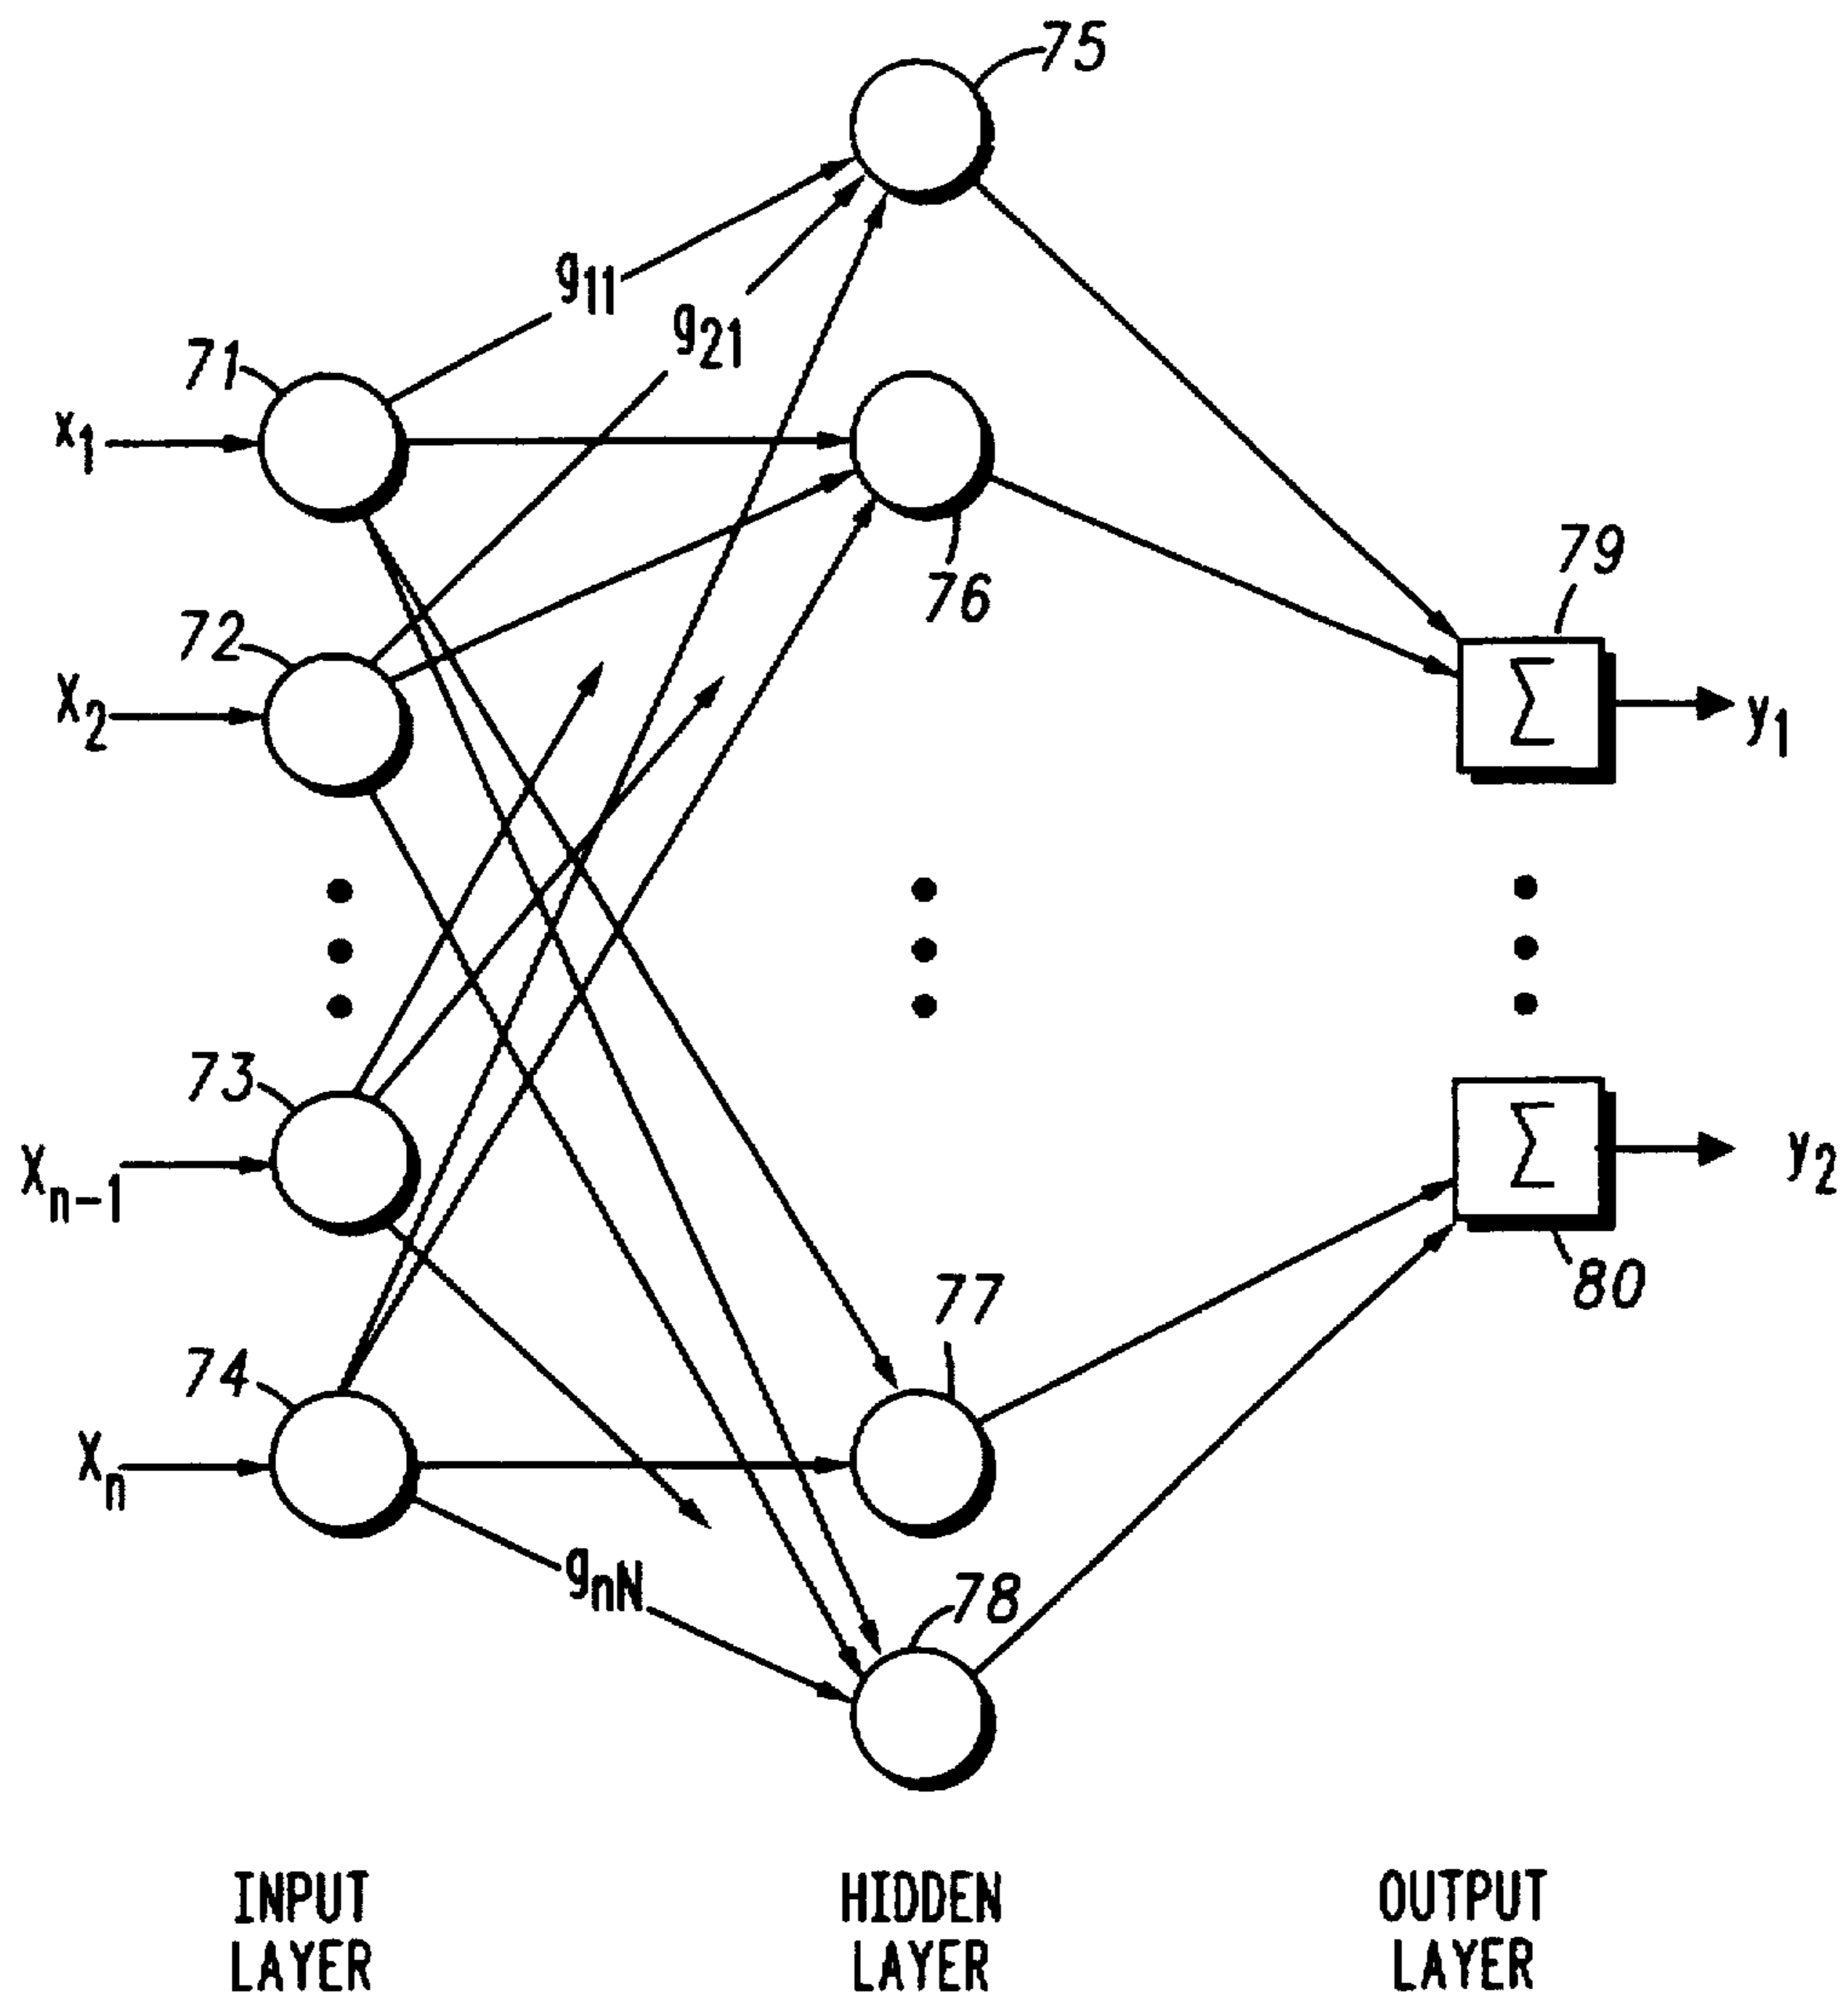 75
g11
g21
71
x1
76
79
72
X2
Σ
y1
73
Xn-1
Σ
y2
80
77
74
Xn
gnN
78
INPUT LAYER
HIDDEN LAYER
OUTPUT LAYER